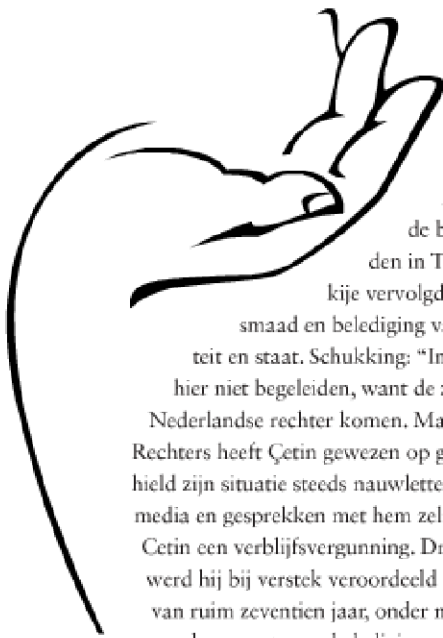 de b
den in T
kije vervolgd
smaad en belediging v
teit en staat. Schukking: “In
hier niet begeleiden, want de
Nederlandse rechter komen. Ma
Rechters heeft Çetin gewezen op g
hield zijn situatie steeds nauwlette
media en gesprekken met hem zel
Cetin een verblijfsvergunning. Dr
werd hij bij verstek veroordeeld
van ruim zeventien jaar, onder